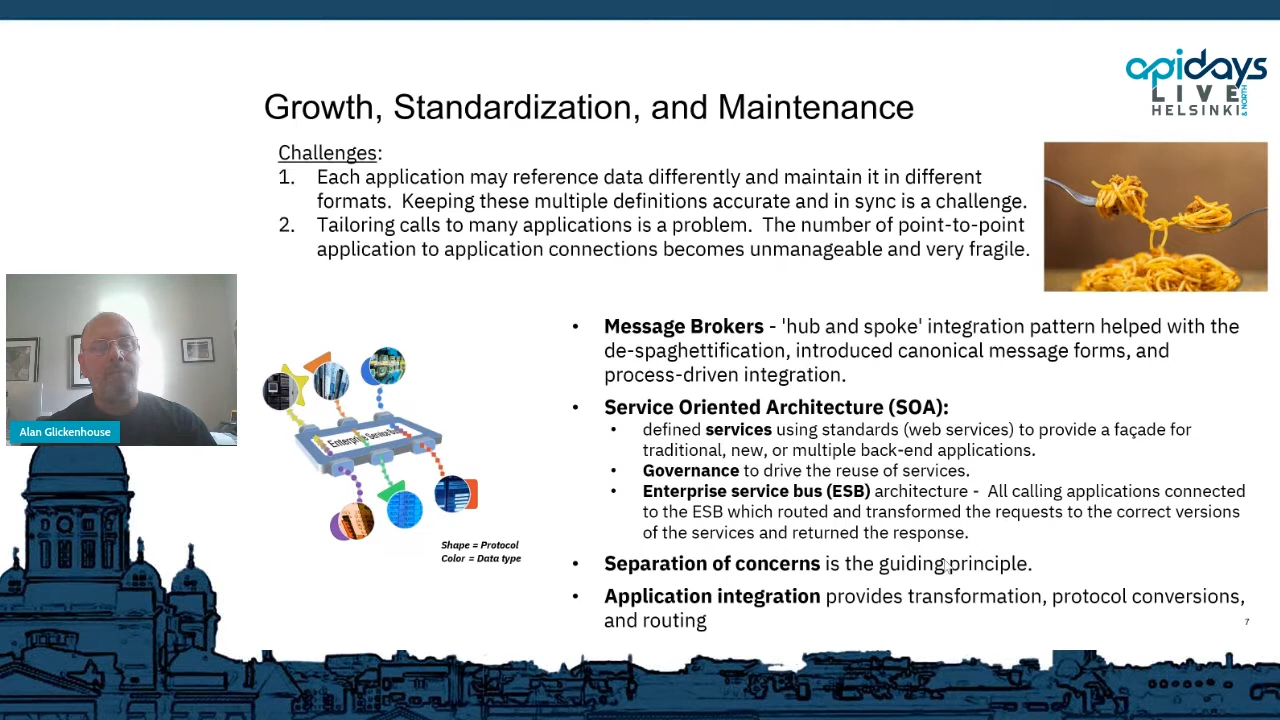 apidays
LIVE
HELSINKI
& NORTH
Growth, Standardization, and Maintenance
Challenges:
1. Each application may reference data differently and maintain it in different
formats. Keeping these multiple definitions accurate and in sync is a challenge.
2. Tailoring calls to many applications is a problem. The number of point-to-point
application to application connections becomes unmanageable and very fragile.
Alan Glickenhouse
Enterprise Service Bus
Shape = Protocol
Color = Data type
• Message Brokers - 'hub and spoke' integration pattern helped with the
de-spaghettification, introduced canonical message forms, and
process-driven integration.
• Service Oriented Architecture (SOA):
• defined services using standards (web services) to provide a façade for
traditional, new, or multiple back-end applications.
• Governance to drive the reuse of services.
• Enterprise service bus (ESB) architecture - All calling applications connected
to the ESB which routed and transformed the requests to the correct versions
of the services and returned the response.
• Separation of concerns is the guiding principle.
• Application integration provides transformation, protocol conversions,
and routing
7